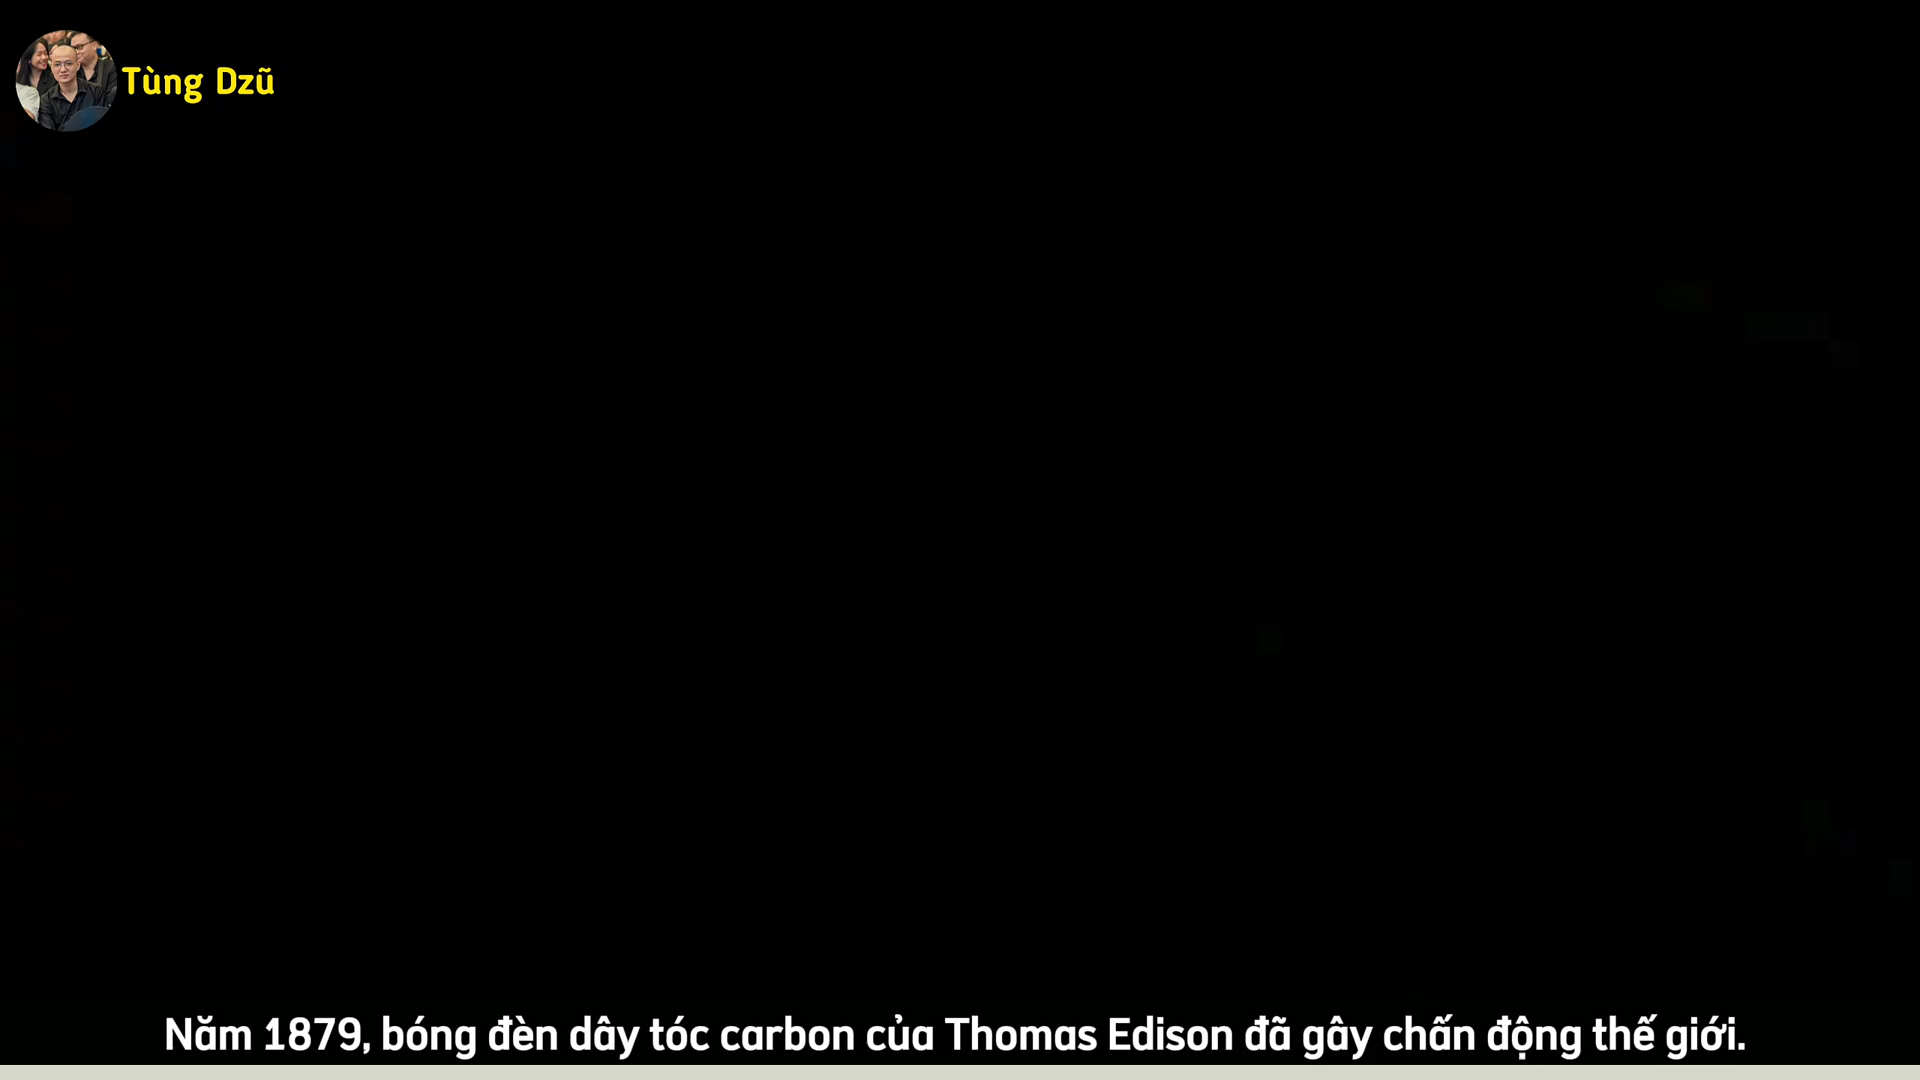 Tùng Dzũ
Năm 1879, bóng đèn dây tóc carbon của Thomas Edison đã gây chấn động thế giới.